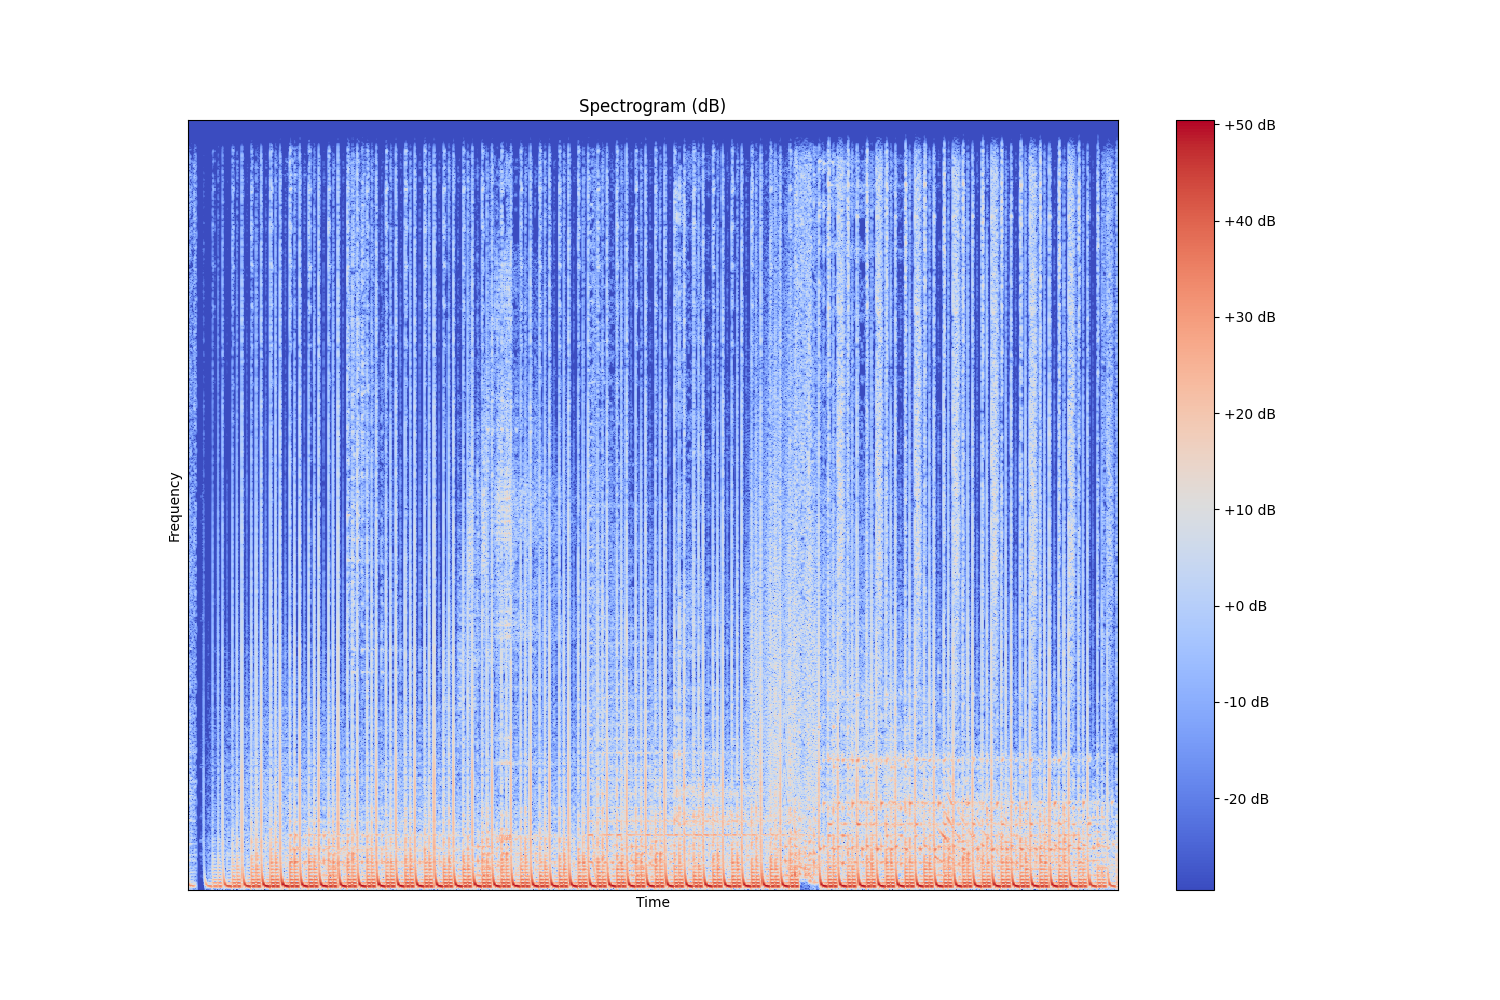 Spectrogram (dB)
+50 dB
+40 dB
+30 dB
+20 dB
+10 dB
+0 dB
-10 dB
-20 dB
Frequency
Time